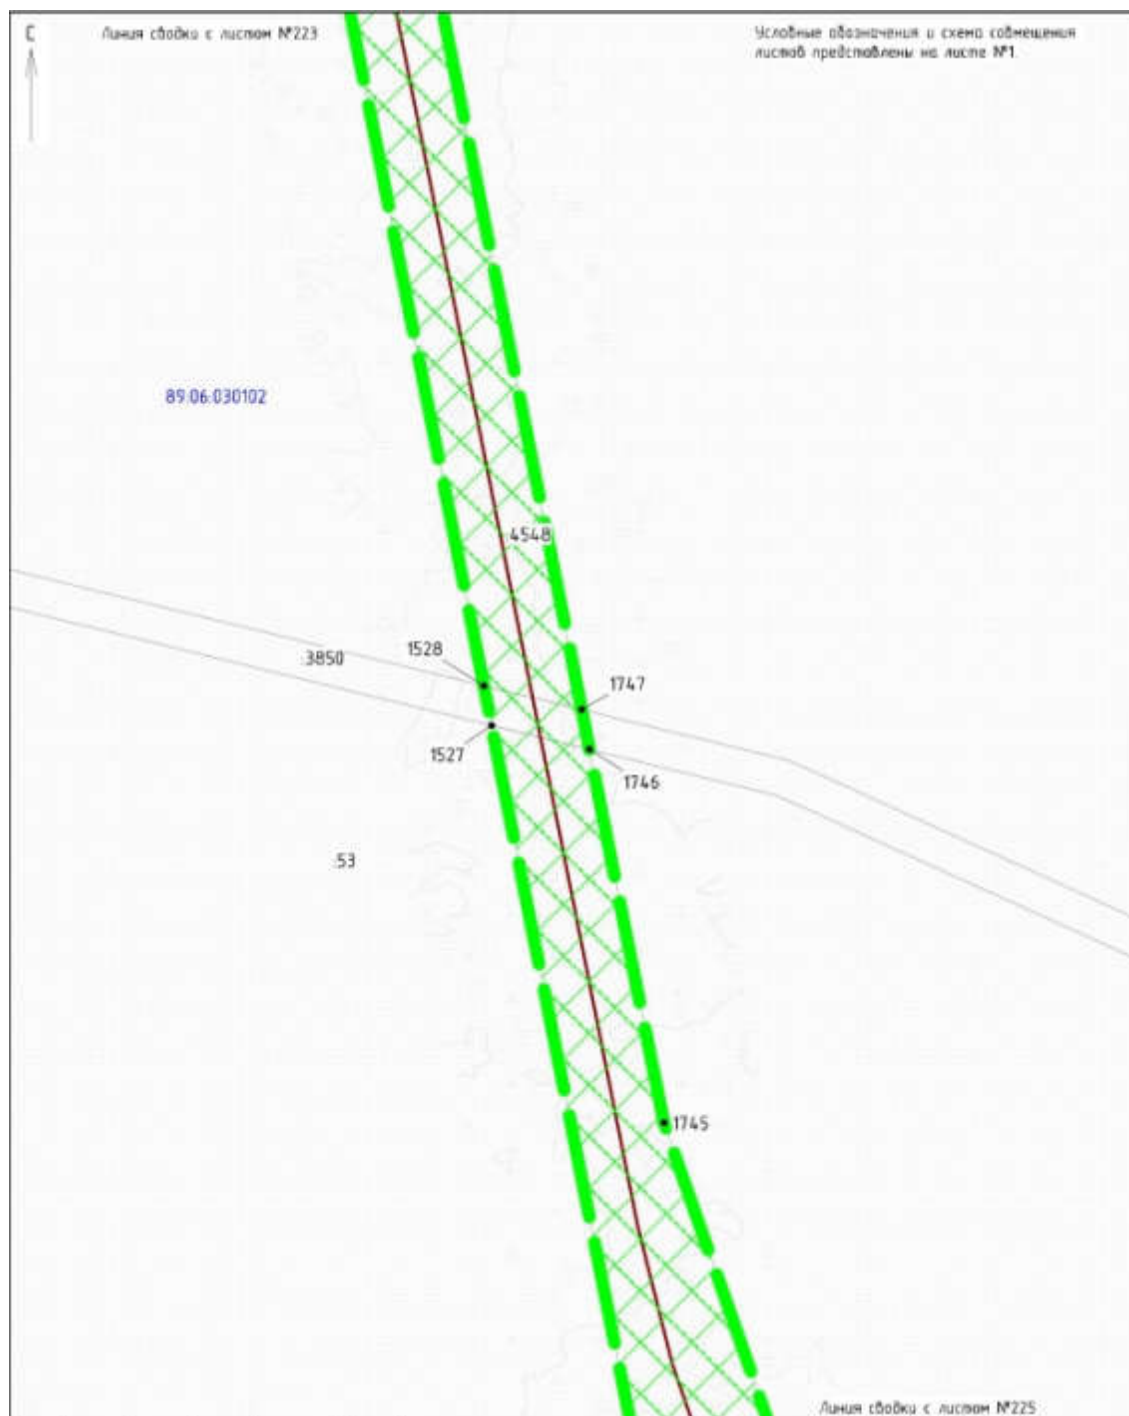 С
Линия сводки с листом №223
Условные обозначения и схема совмещения
листов представлены на листе №1.
89:06:030102
:4548
1528
:3850
1747
1527
1746
:53
1745
Линия сводки с листом №225